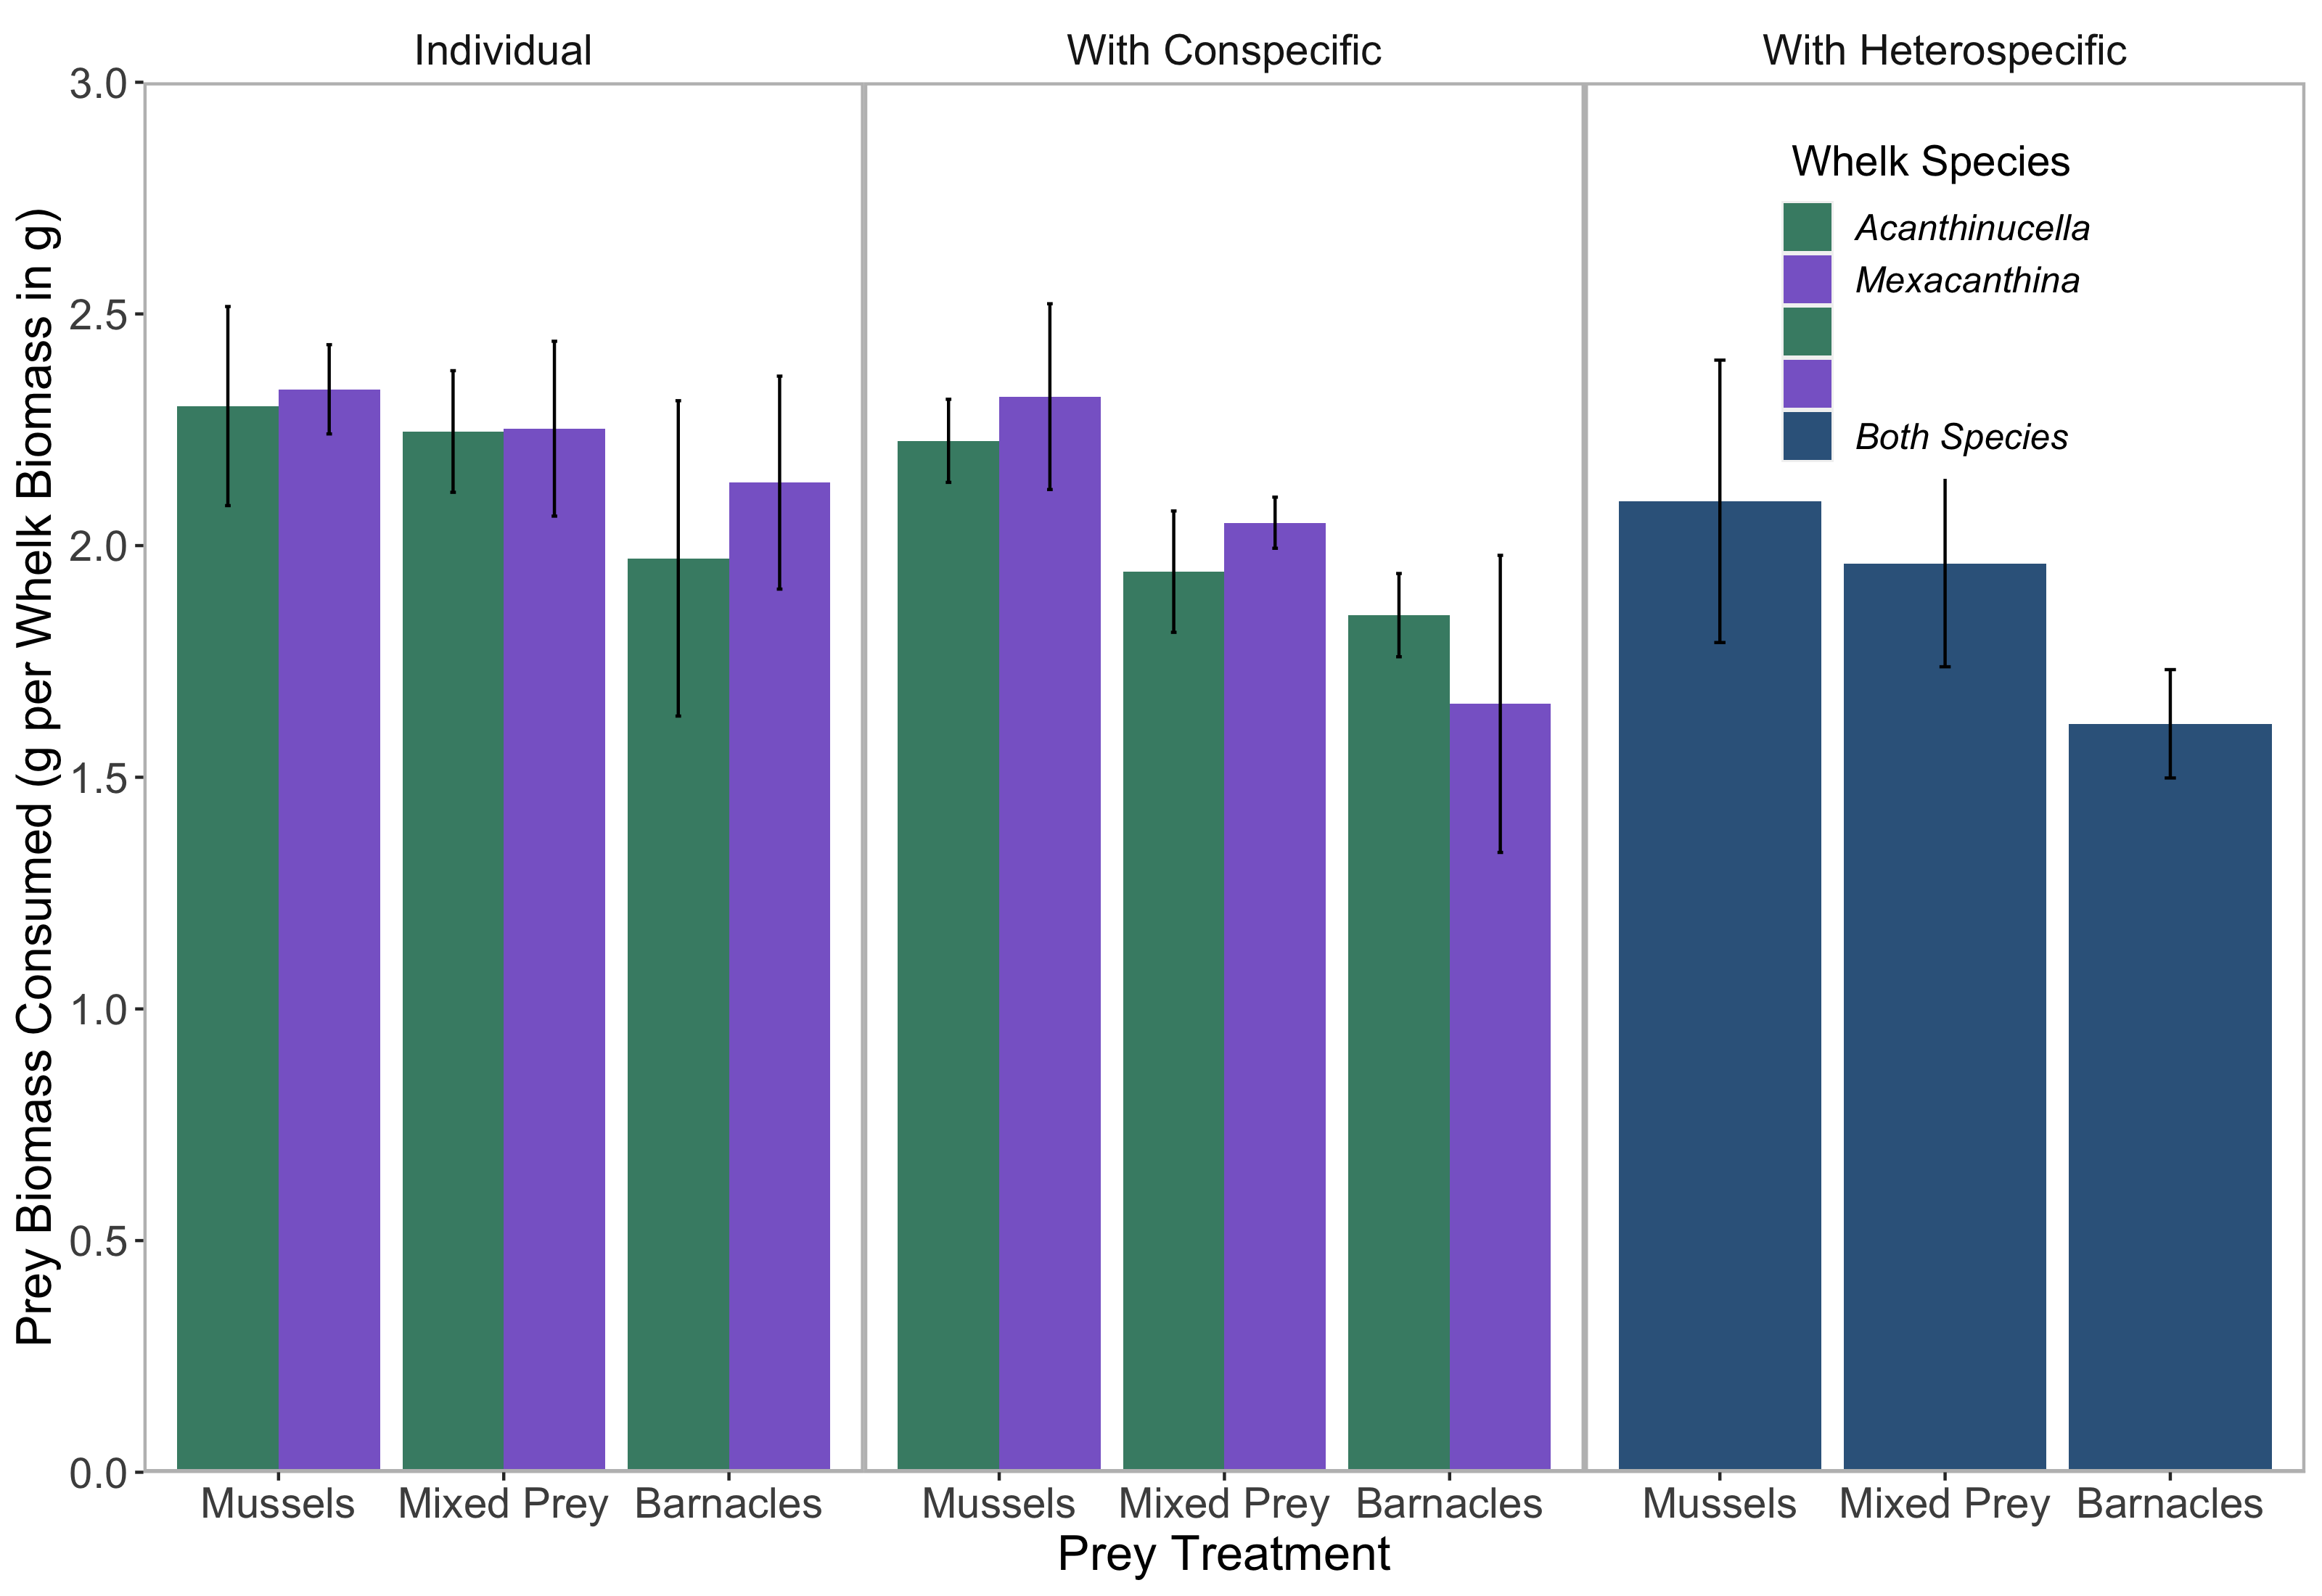 Individual With Conspecific With Heterospecific
Prey Biomass Consumed (g per Whelk Biomass in g)
3.0
2.5
2.0
1.5
1.0
0.5
0.0
Whelk Species
Acanthinucella
Mexacanthina
Both Species
Mussels Mixed Prey Barnacles Mussels Mixed Prey Barnacles Mussels Mixed Prey Barnacles
Prey Treatment